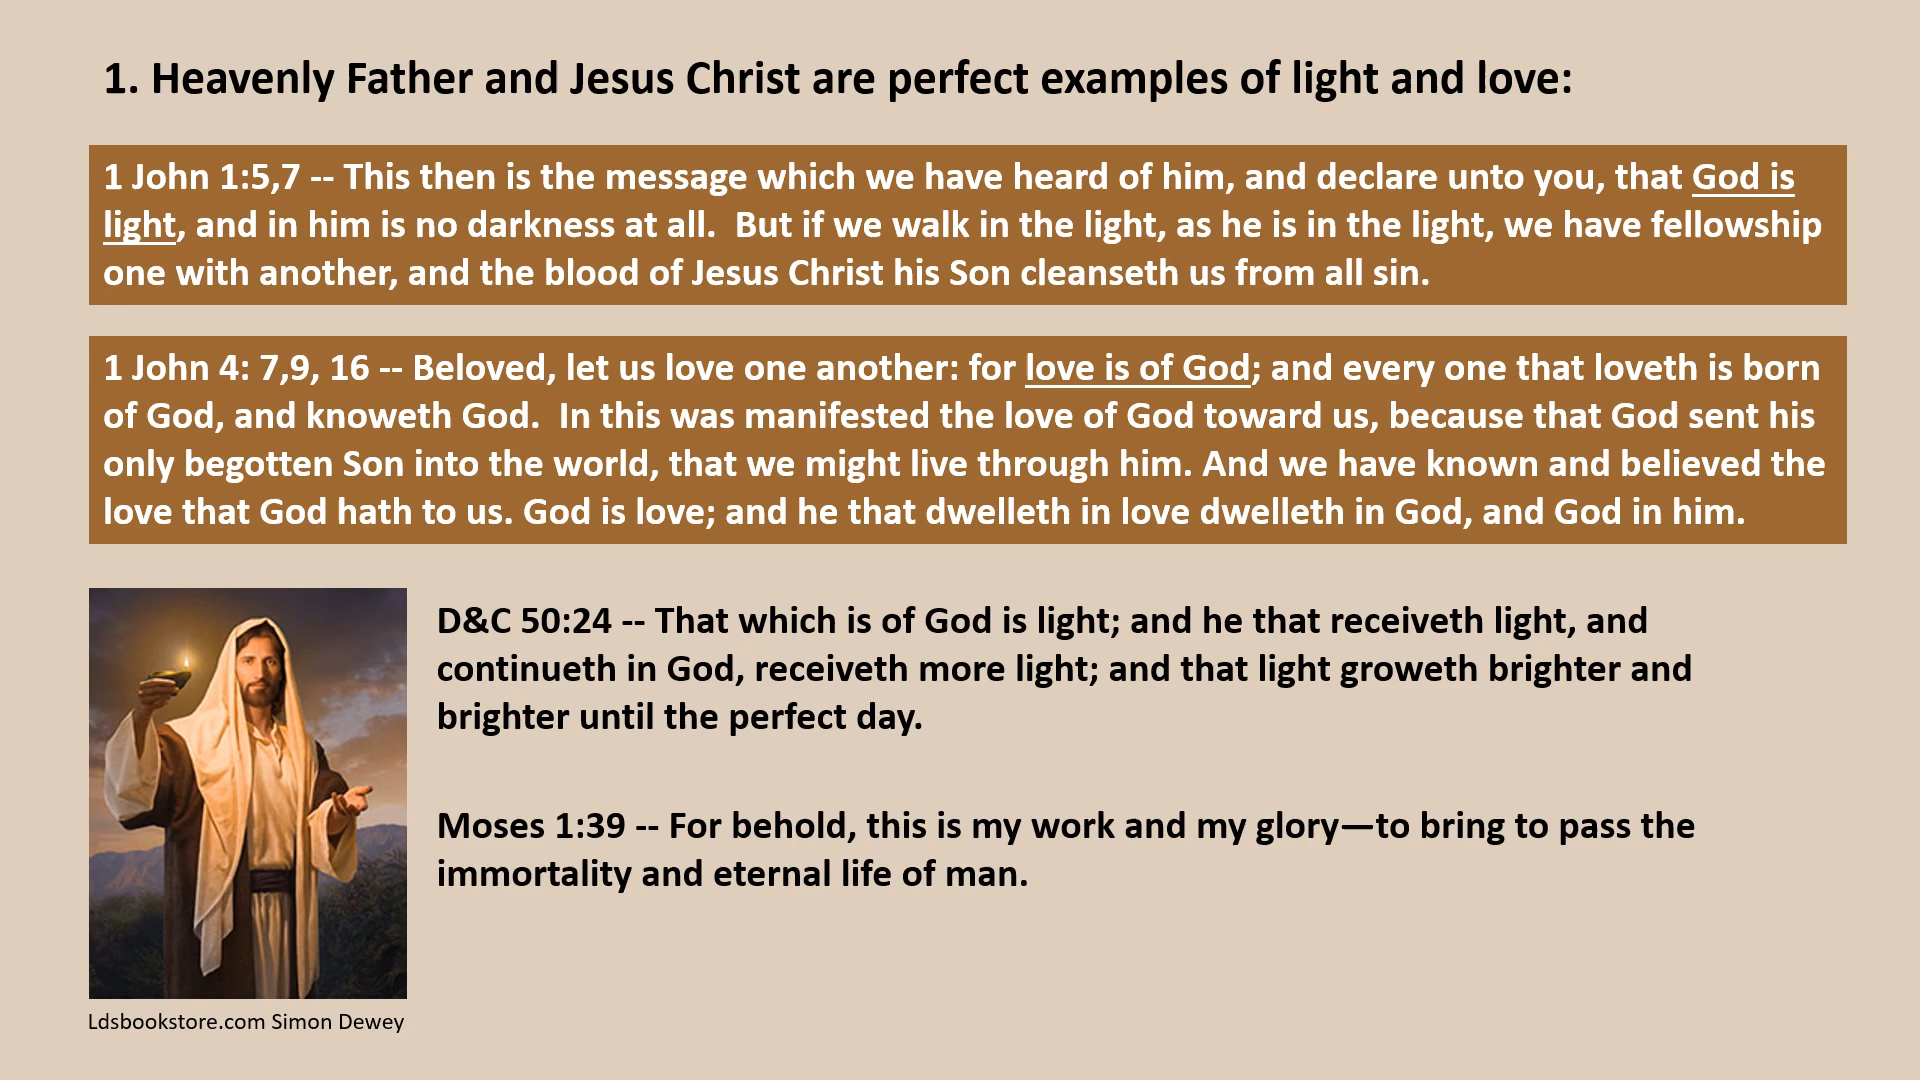 1. Heavenly Father and Jesus Christ are perfect examples of light and love:
1 John 1:5,7 -- This then is the message which we have heard of him, and declare unto you, that God is
light, and in him is no darkness at all.  But if we walk in the light, as he is in the light, we have fellowship
one with another, and the blood of Jesus Christ his Son cleanseth us from all sin.
1 John 4: 7,9, 16 -- Beloved, let us love one another: for love is of God; and every one that loveth is born
of God, and knoweth God.  In this was manifested the love of God toward us, because that God sent his
only begotten Son into the world, that we might live through him. And we have known and believed the
love that God hath to us. God is love; and he that dwelleth in love dwelleth in God, and God in him.
D&C 50:24 -- That which is of God is light; and he that receiveth light, and
continueth in God, receiveth more light; and that light groweth brighter and
brighter until the perfect day.
Moses 1:39 -- For behold, this is my work and my glory—to bring to pass the
immortality and eternal life of man.
Ldsbookstore.com Simon Dewey